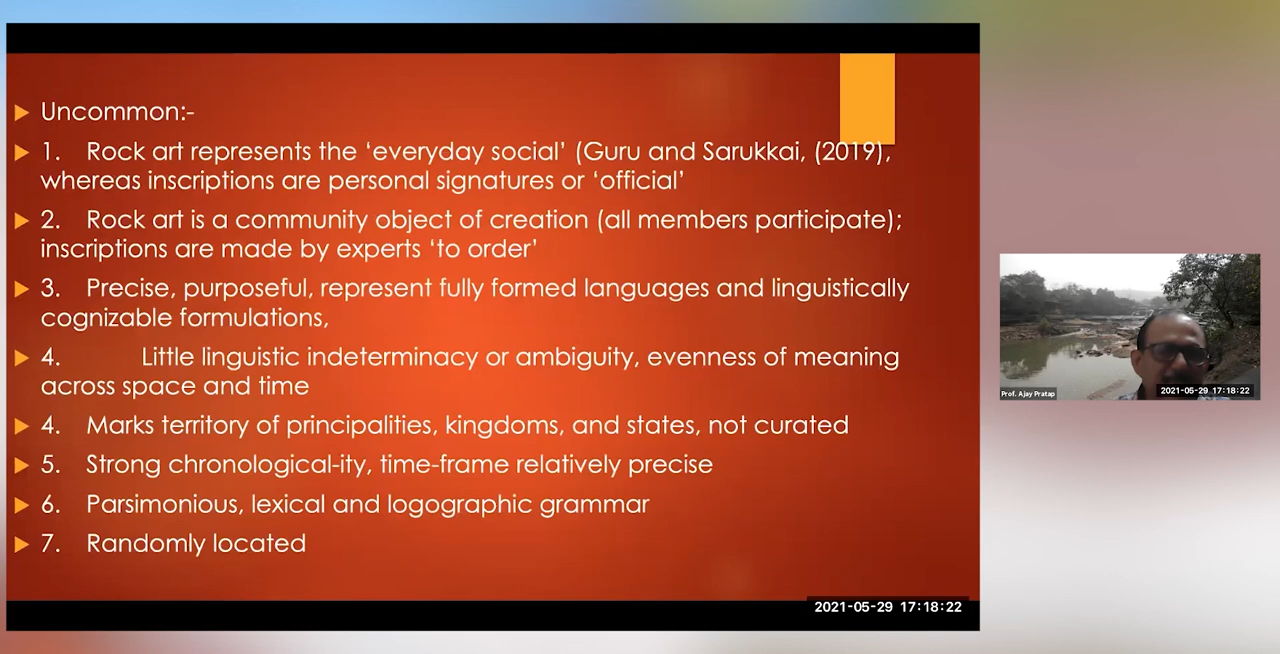 Uncommon:-
1. Rock art represents the ‘everyday social’ (Guru and Sarukkai, (2019),
whereas inscriptions are personal signatures or ‘official’
2. Rock art is a community object of creation (all members participate);
inscriptions are made by experts ‘to order’
3. Precise, purposeful, represent fully formed languages and linguistically
cognizable formulations,
4. Little linguistic indeterminacy or ambiguity, evenness of meaning
across space and time
4. Marks territory of principalities, kingdoms, and states, not curated
5. Strong chronological-ity, time-frame relatively precise
6. Parsimonious, lexical and logographic grammar
7. Randomly located
2021-05-29 17:18:22
Prof. Ajay Pratap
2021-05-29 17:18:22